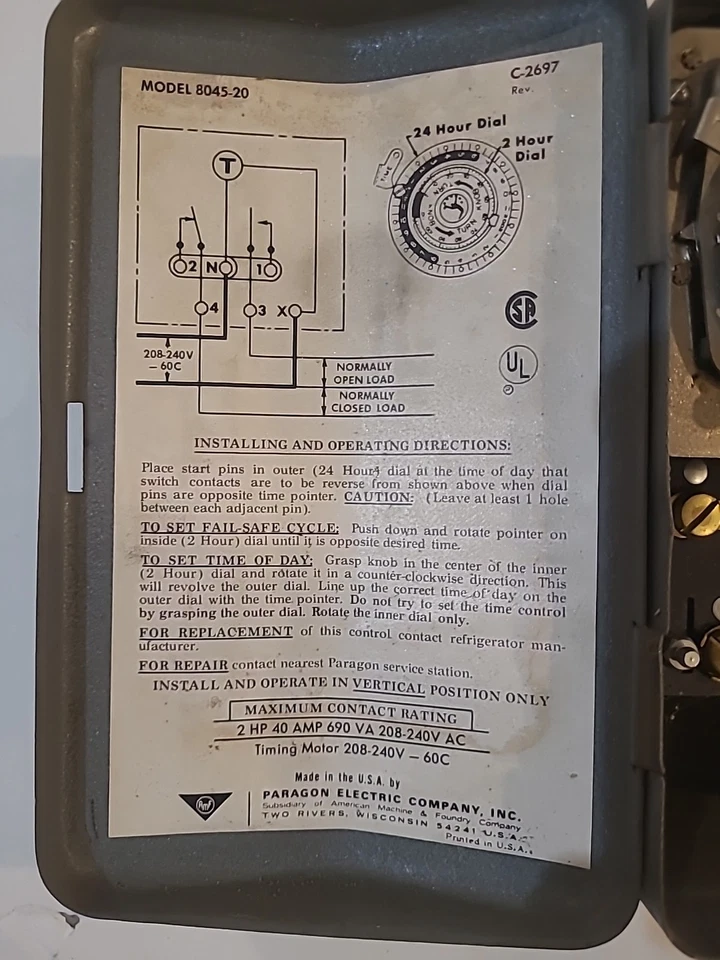 MODEL 8045-20
C-2697
Rev.
24 Hour Dial
2 Hour
Dial
TIME
T
TURN
KNOB
TURN
KNOB
2 N 1
4 3 X
208-240V
— 60C
NORMALLY
OPEN LOAD
NORMALLY
CLOSED LOAD
SA
UL
INSTALLING AND OPERATING DIRECTIONS:
Place start pins in outer (24 Hour) dial at the time of day that
switch contacts are to be reverse from shown above when dial
pins are opposite time pointer. CAUTION: (Leave at least 1 hole
between each adjacent pin).
TO SET FAIL-SAFE CYCLE: Push down and rotate pointer on
inside (2 Hour) dial until it is opposite desired time.
TO SET TIME OF DAY: Grasp knob in the center of the inner
(2 Hour) dial and rotate it in a counter-clockwise direction. This
will revolve the outer dial. Line up the correct time of day on the
outer dial with the time pointer. Do not try to set the time control
by grasping the outer dial. Rotate the inner dial only.
FOR REPLACEMENT of this control contact refrigerator man-
ufacturer.
FOR REPAIR contact nearest Paragon service station.
INSTALL AND OPERATE IN VERTICAL POSITION ONLY
MAXIMUM CONTACT RATING
2 HP 40 AMP 690 VA 208-240V AC
Timing Motor 208-240V — 60C
Made in the U.S.A. by
PARAGON ELECTRIC COMPANY, INC.
Subsidiary of American Machine & Foundry Company
TWO RIVERS, WISCONSIN 54241 U.S.A.
Printed in U.S.A.